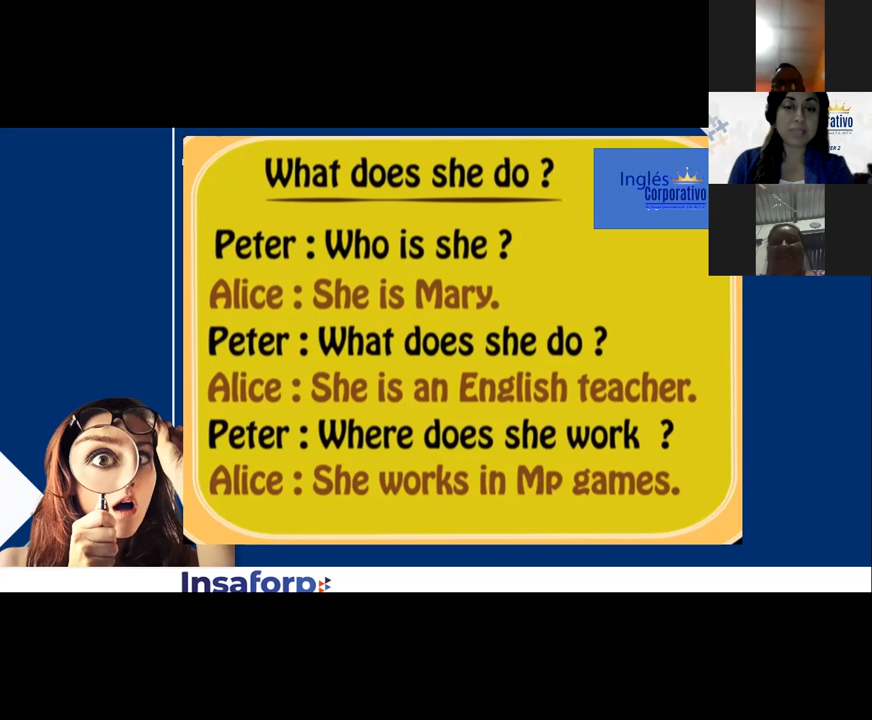 What does she do ?
Inglés
Corporativo
Peter : Who is she ?
Alice : She is Mary.
Peter : What does she do ?
Alice : She is an English teacher.
Peter : Where does she work ?
Alice : She works in Mp games.
Insaforp
rativo